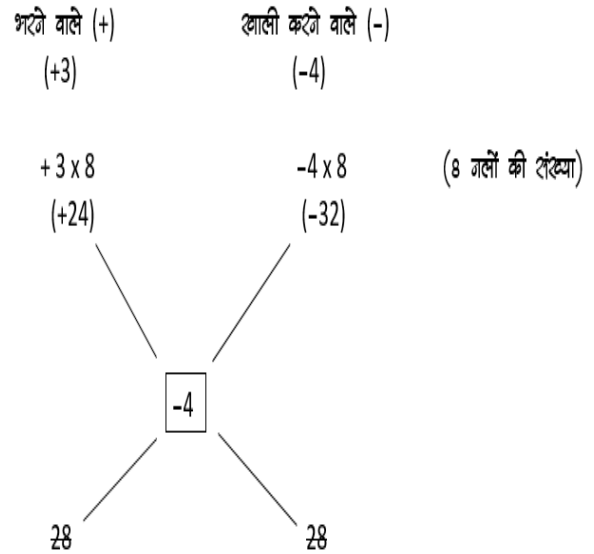 भरने वाले (+) खाली करने वाले (–)
(+3) (–4)
+ 3 x 8 –4 x 8 (8 नलों की संख्या)
(+24) (–32)
–4
28 28